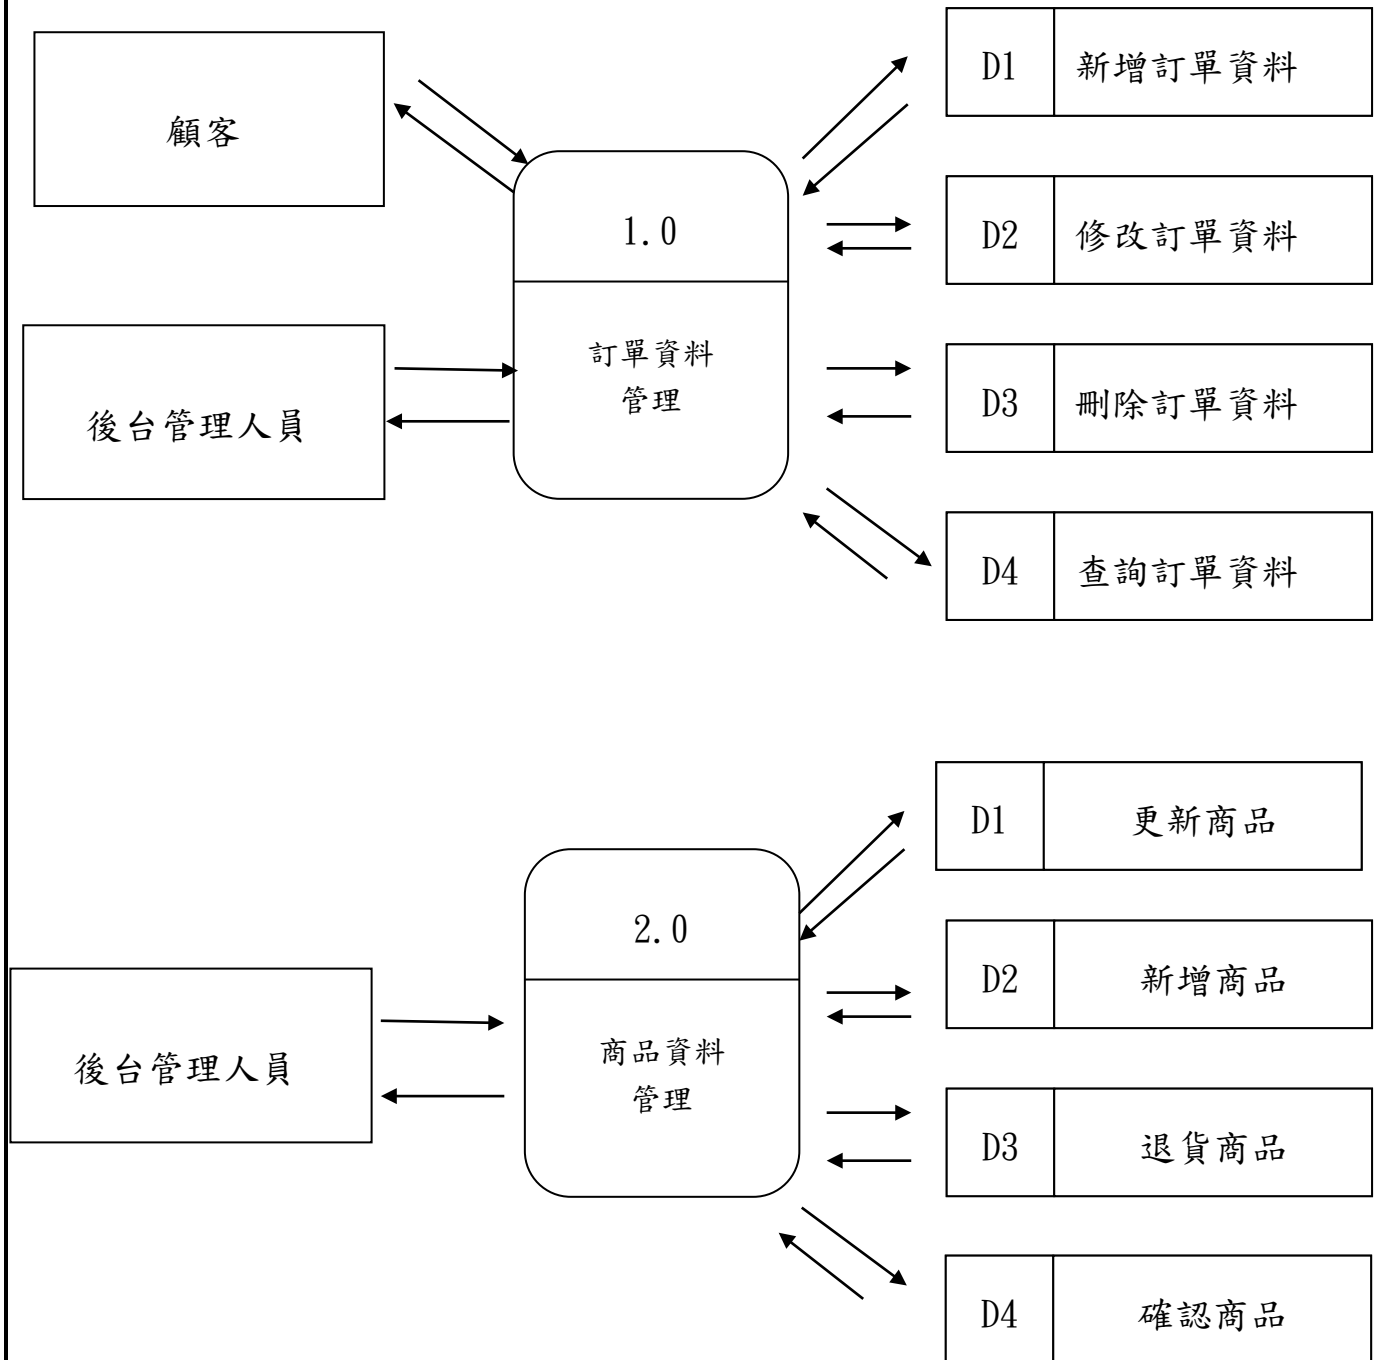 顧客
D1 新增訂單資料
1.0
D2 修改訂單資料
訂單資料
管理
後台管理人員
D3 刪除訂單資料
D4 查詢訂單資料
D1 更新商品
2.0
D2 新增商品
商品資料
管理
後台管理人員
D3 退貨商品
D4 確認商品